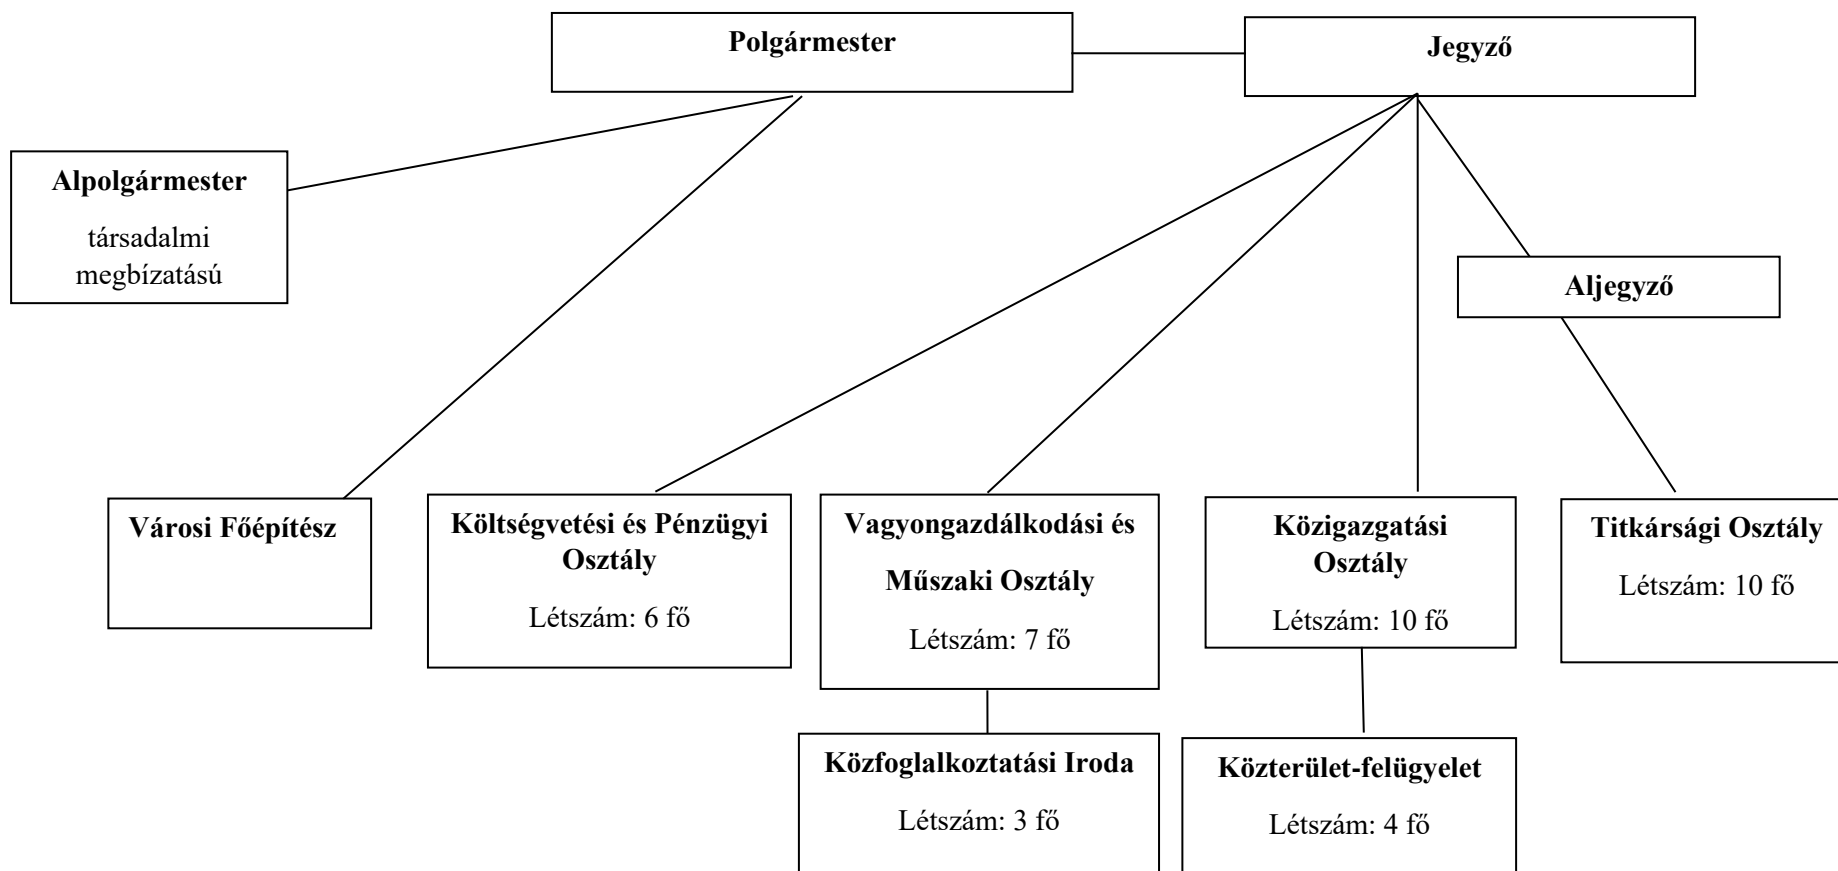 Polgármester
Jegyző
Alpolgármester
társadalmi
megbízatású
Aljegyző
Városi Főépítész
Költségvetési és Pénzügyi
Osztály
Létszám: 6 fő
Vagyongazdálkodási és
Műszaki Osztály
Létszám: 7 fő
Közigazgatási
Osztály
Létszám: 10 fő
Titkársági Osztály
Létszám: 10 fő
Közfoglalkoztatási Iroda
Létszám: 3 fő
Közterület-felügyelet
Létszám: 4 fő